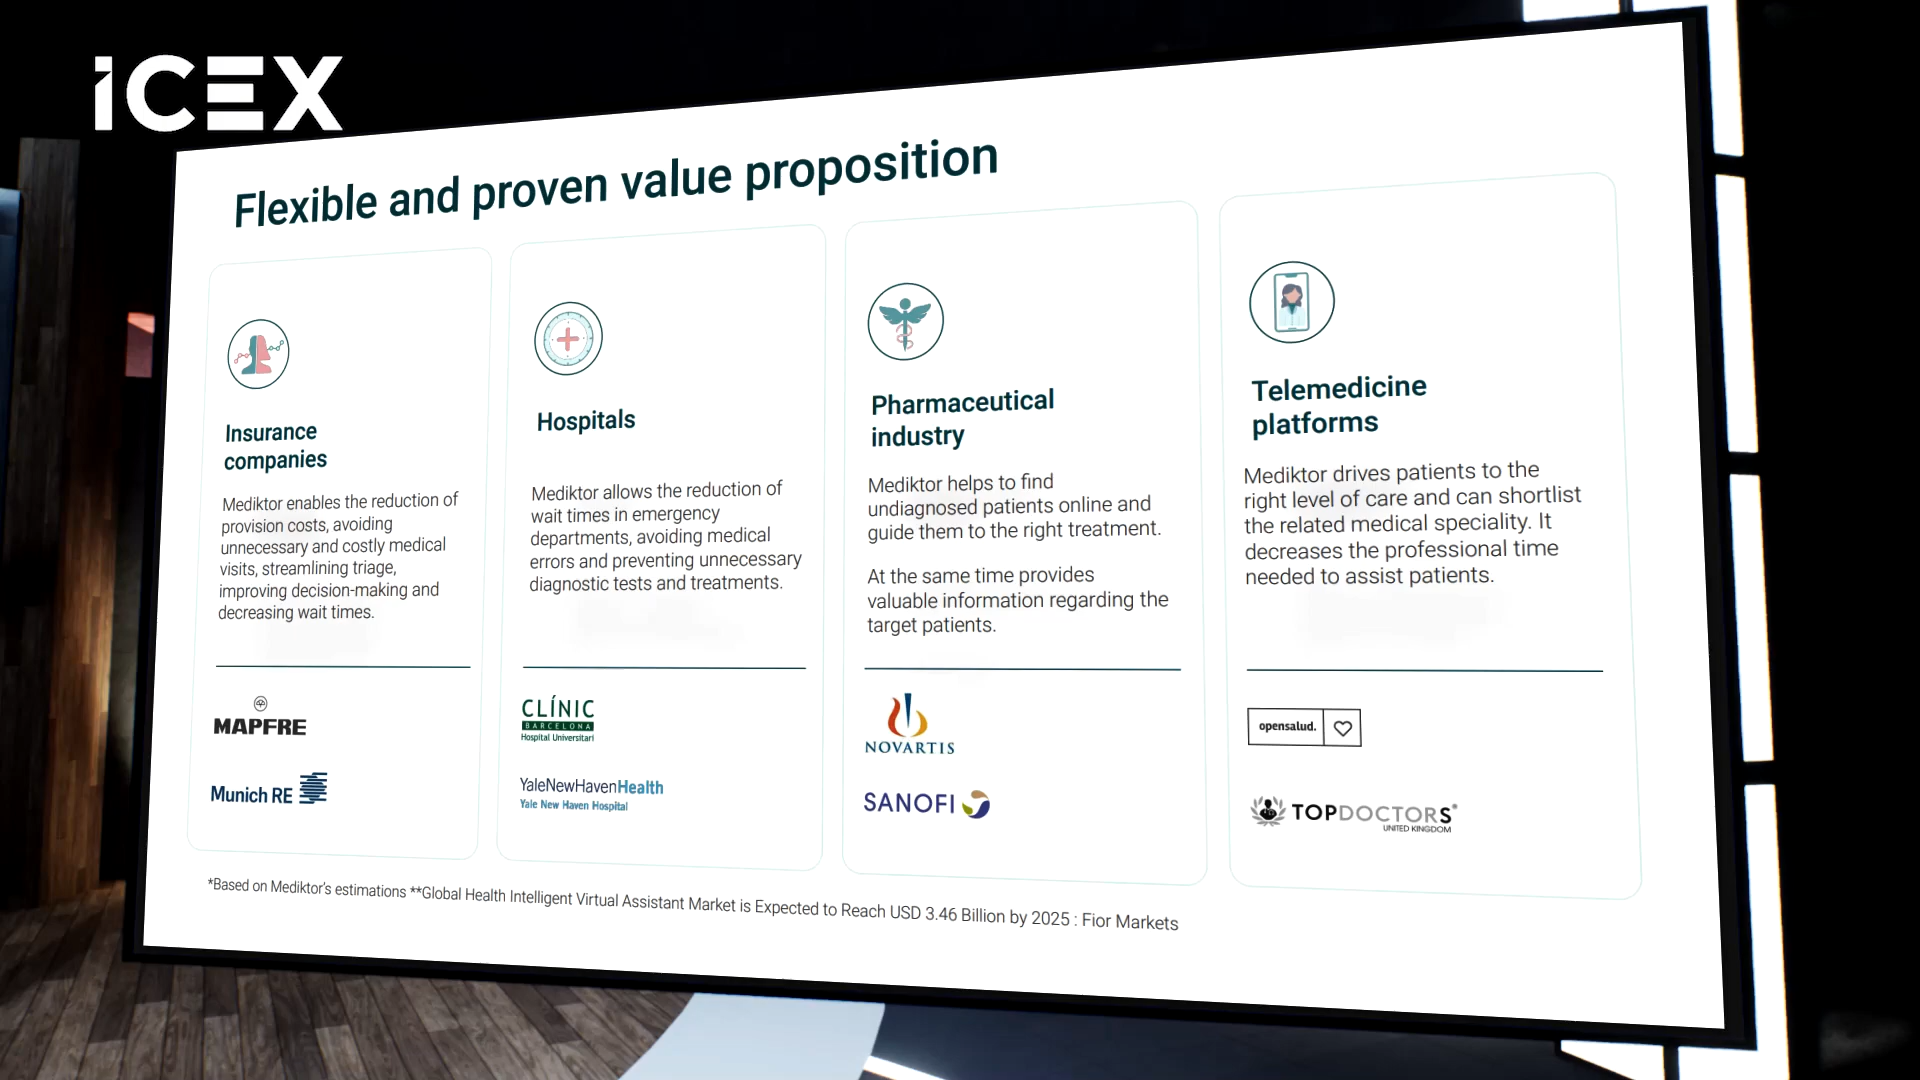 iCEX
Flexible and proven value proposition
Insurance
companies
Mediktor enables the reduction of
provision costs, avoiding
unnecessary and costly medical
visits, streamlining triage,
improving decision-making and
decreasing wait times.
MAPFRE
Munich RE
Hospitals
Mediktor allows the reduction of
wait times in emergency
departments, avoiding medical
errors and preventing unnecessary
diagnostic tests and treatments.
CLÍNIC
BARCELONA
Hospital Universitari
YaleNewHavenHealth
Yale New Haven Hospital
Pharmaceutical
industry
Mediktor helps to find
undiagnosed patients online and
guide them to the right treatment.
At the same time provides
valuable information regarding the
target patients.
NOVARTIS
SANOFI
Telemedicine
platforms
Mediktor drives patients to the
right level of care and can shortlist
the related medical speciality. It
decreases the professional time
needed to assist patients.
opensalud.
TOPDOCTORS®
UNITED KINGDOM
*Based on Mediktor's estimations **Global Health Intelligent Virtual Assistant Market is Expected to Reach USD 3.46 Billion by 2025 : Fior Markets